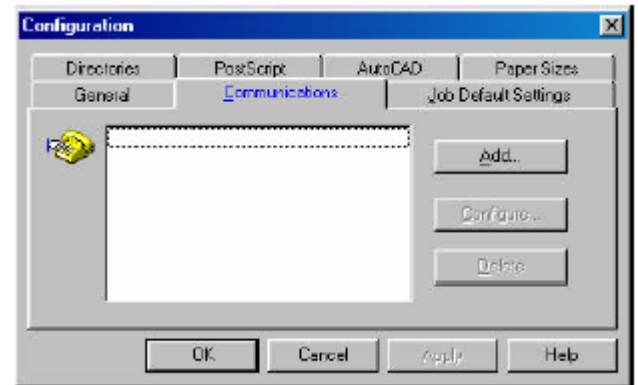 Configuration
Directories PostScript AutoCAD Paper Sizes
General Communications Job Default Settings
Add...
Configure...
Delete
OK Cancel Apply Help